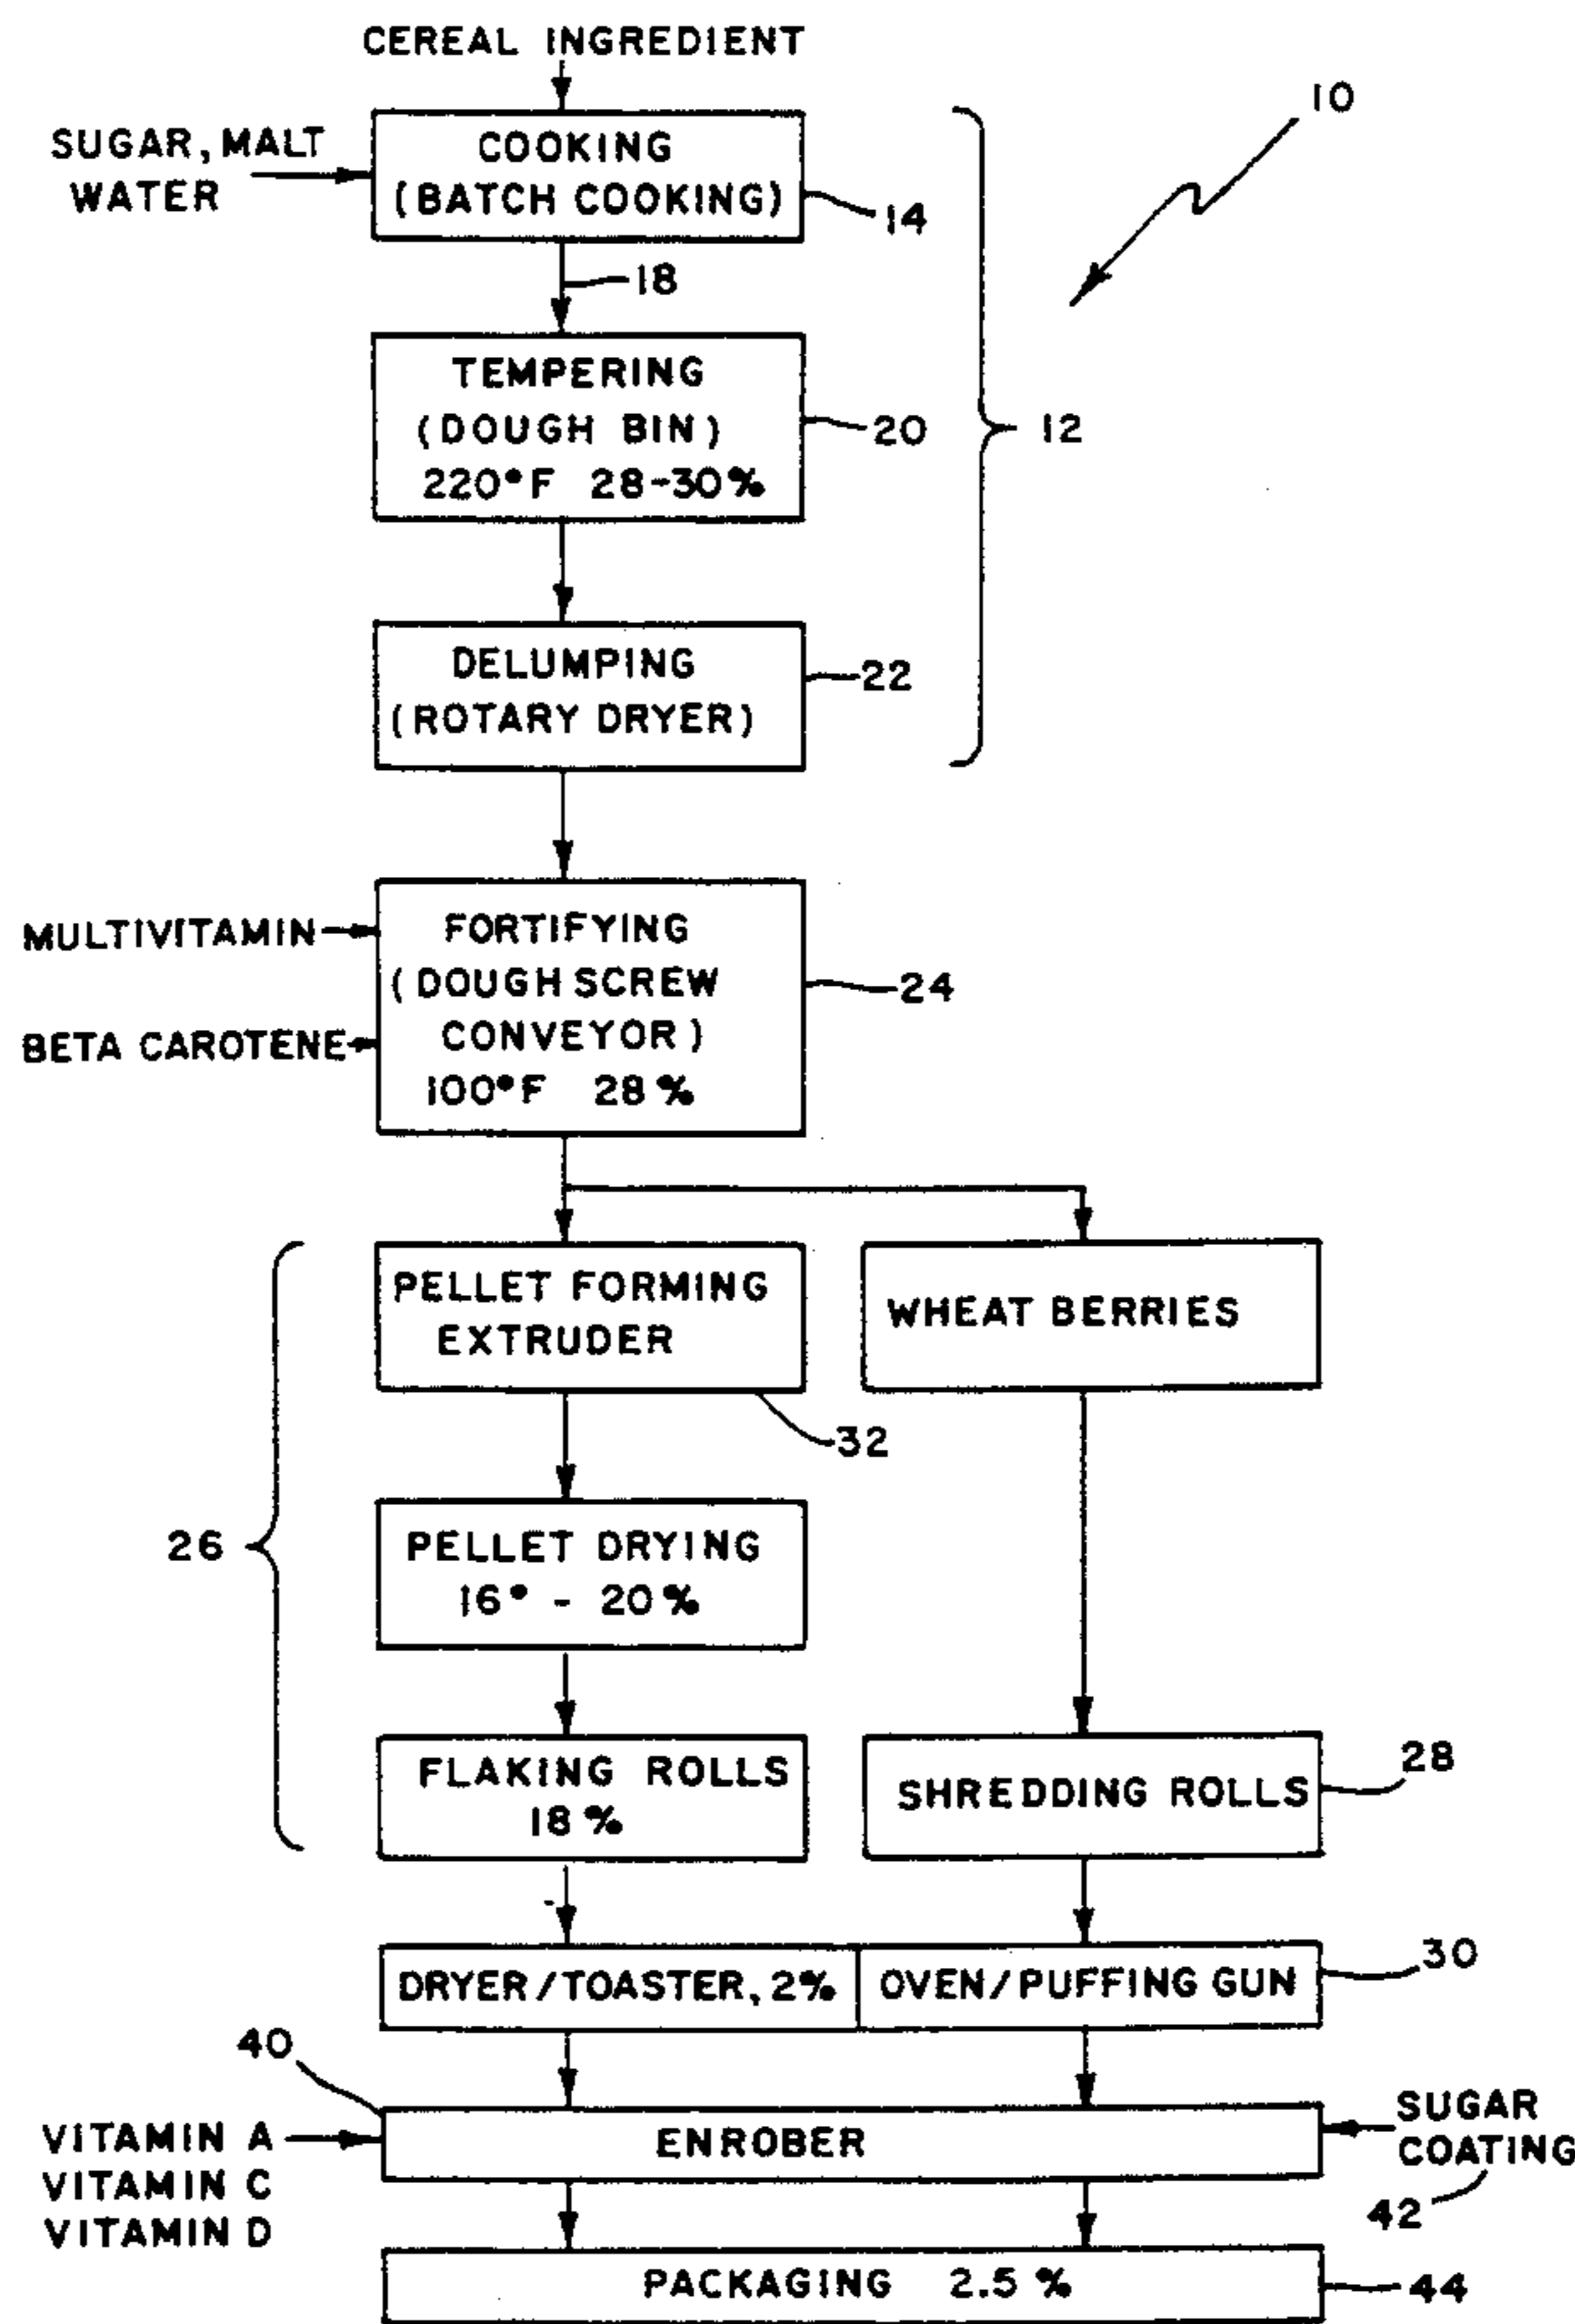 CEREAL INGREDIENT
10
SUGAR, MALT
WATER
COOKING
(BATCH COOKING)
14
18
TEMPERING
(DOUGH BIN)
220°F 28-30%
20
12
DELUMPING
(ROTARY DRYER)
22
MULTIVITAMIN
BETA CAROTENE
FORTIFYING
(DOUGH SCREW
CONVEYOR)
100°F 28%
24
PELLET FORMING
EXTRUDER
WHEAT BERRIES
32
26
PELLET DRYING
16° - 20%
FLAKING ROLLS
18%
SHREDDING ROLLS
28
DRYER/TOASTER, 2%
OVEN/PUFFING GUN
30
40
VITAMIN A
VITAMIN C
VITAMIN D
ENROBER
SUGAR
COATING
42
PACKAGING 2.5%
44